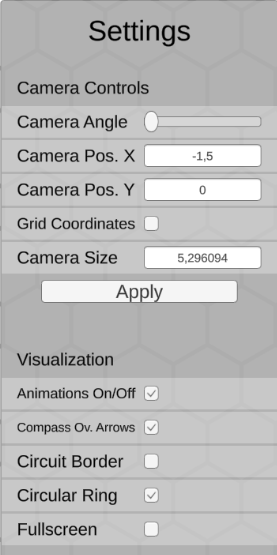 Settings
Camera Controls
Camera Angle
Camera Pos. X -1,5
Camera Pos. Y 0
Grid Coordinates
Camera Size 5,296094
Apply
Visualization
Animations On/Off
Compass Ov. Arrows
Circuit Border
Circular Ring
Fullscreen